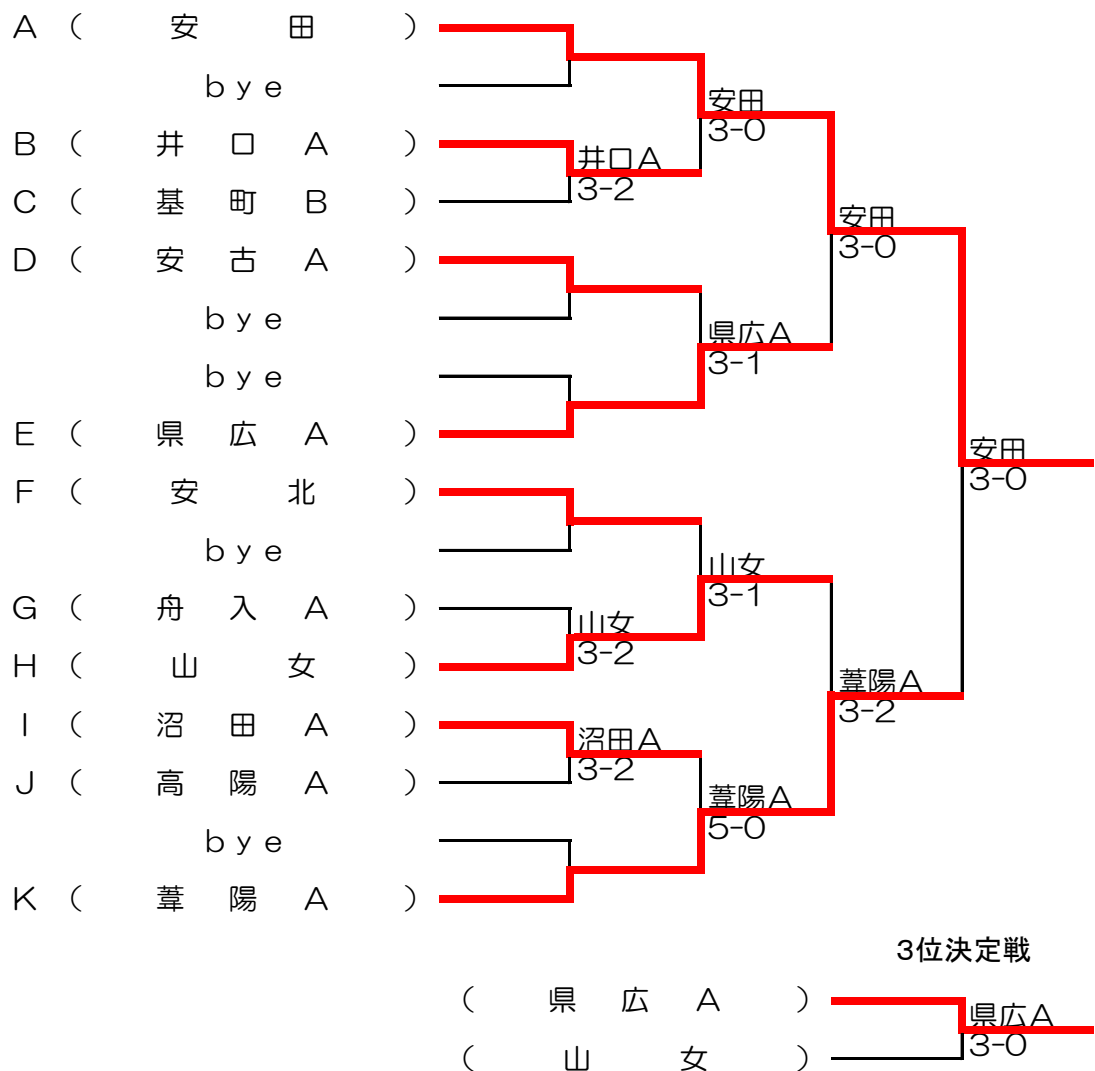 A ( 安 田 )
bye
B ( 井 口 A )
C ( 基 町 B )
D ( 安 古 A )
bye
bye
E ( 県 広 A )
F ( 安 北 )
bye
G ( 舟 入 A )
H ( 山 女 )
I ( 沼 田 A )
J ( 高 陽 A )
bye
K ( 葦 陽 A )
井口A
3-2
山女
3-2
沼田A
3-2
安田
3-0
県広A
3-1
山女
3-1
葦陽A
5-0
安田
3-0
葦陽A
3-2
安田
3-0
3位決定戦
( 県 広 A )
( 山 女 )
県広A
3-0